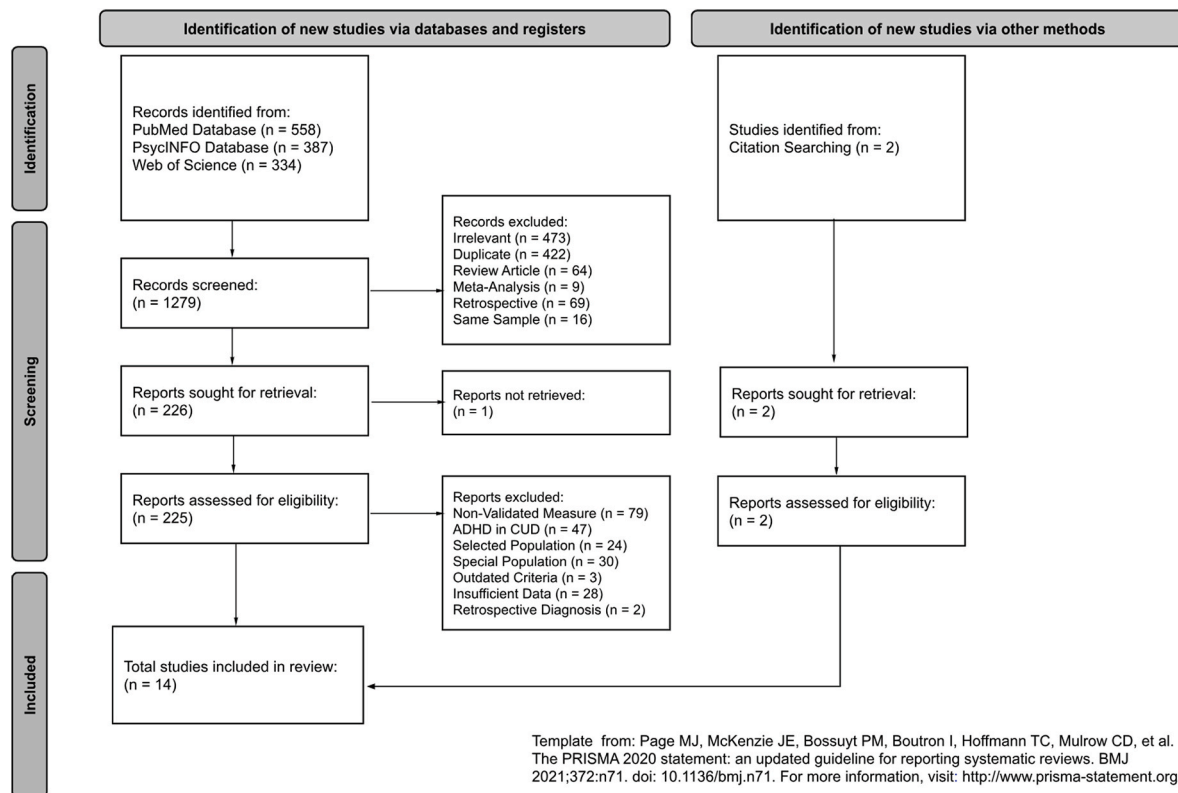 Identification of new studies via databases and registers
Identification of new studies via other methods
Identification
Records identified from:
PubMed Database (n = 558)
PsycINFO Database (n = 387)
Web of Science (n = 334)
Studies identified from:
Citation Searching (n = 2)
Screening
Records screened:
(n = 1279)
Records excluded:
Irrelevant (n = 473)
Duplicate (n = 422)
Review Article (n = 64)
Meta-Analysis (n = 9)
Retrospective (n = 69)
Same Sample (n = 16)
Reports sought for retrieval:
(n = 226)
Reports not retrieved:
(n = 1)
Reports sought for retrieval:
(n = 2)
Reports assessed for eligibility:
(n = 225)
Reports excluded:
Non-Validated Measure (n = 79)
ADHD in CUD (n = 47)
Selected Population (n = 24)
Special Population (n = 30)
Outdated Criteria (n = 3)
Insufficient Data (n = 28)
Retrospective Diagnosis (n = 2)
Reports assessed for eligibility:
(n = 2)
Included
Total studies included in review:
(n = 14)
Template from: Page MJ, McKenzie JE, Bossuyt PM, Boutron I, Hoffmann TC, Mulrow CD, et al.
The PRISMA 2020 statement: an updated guideline for reporting systematic reviews. BMJ
2021;372:n71. doi: 10.1136/bmj.n71. For more information, visit: http://www.prisma-statement.org